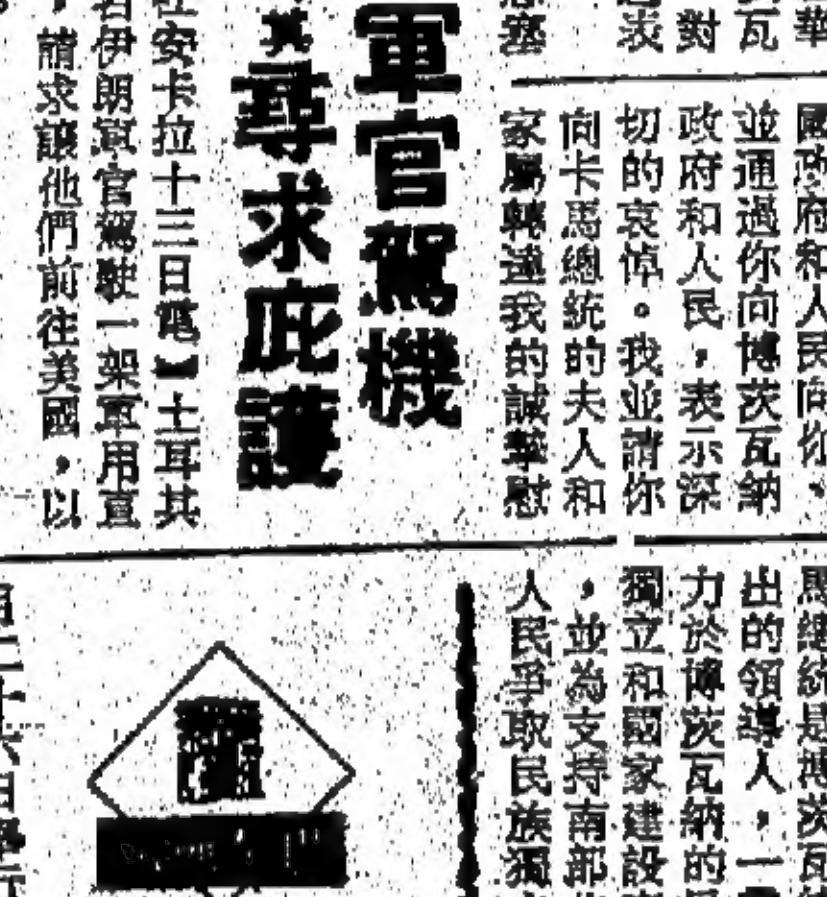 華
瓦
對
茨
塞
國政府和人民向你、
並通過你向博茨瓦納
政府和人民，表示深
切的哀悼。我並請你
向卡馬總統的夫人和
家屬轉達我的誠摯慰
軍官駕機
尋求庇護
社安卡拉十三日電】土耳其
名伊朗軍官駕駛一架軍用直
，請求讓他們前往美國，以
馬總統是博茨瓦
出的領導人，一
力於博茨瓦納的
獨立和國家建設
，並為支持南部
人民爭取民族獨
二十六日舉行